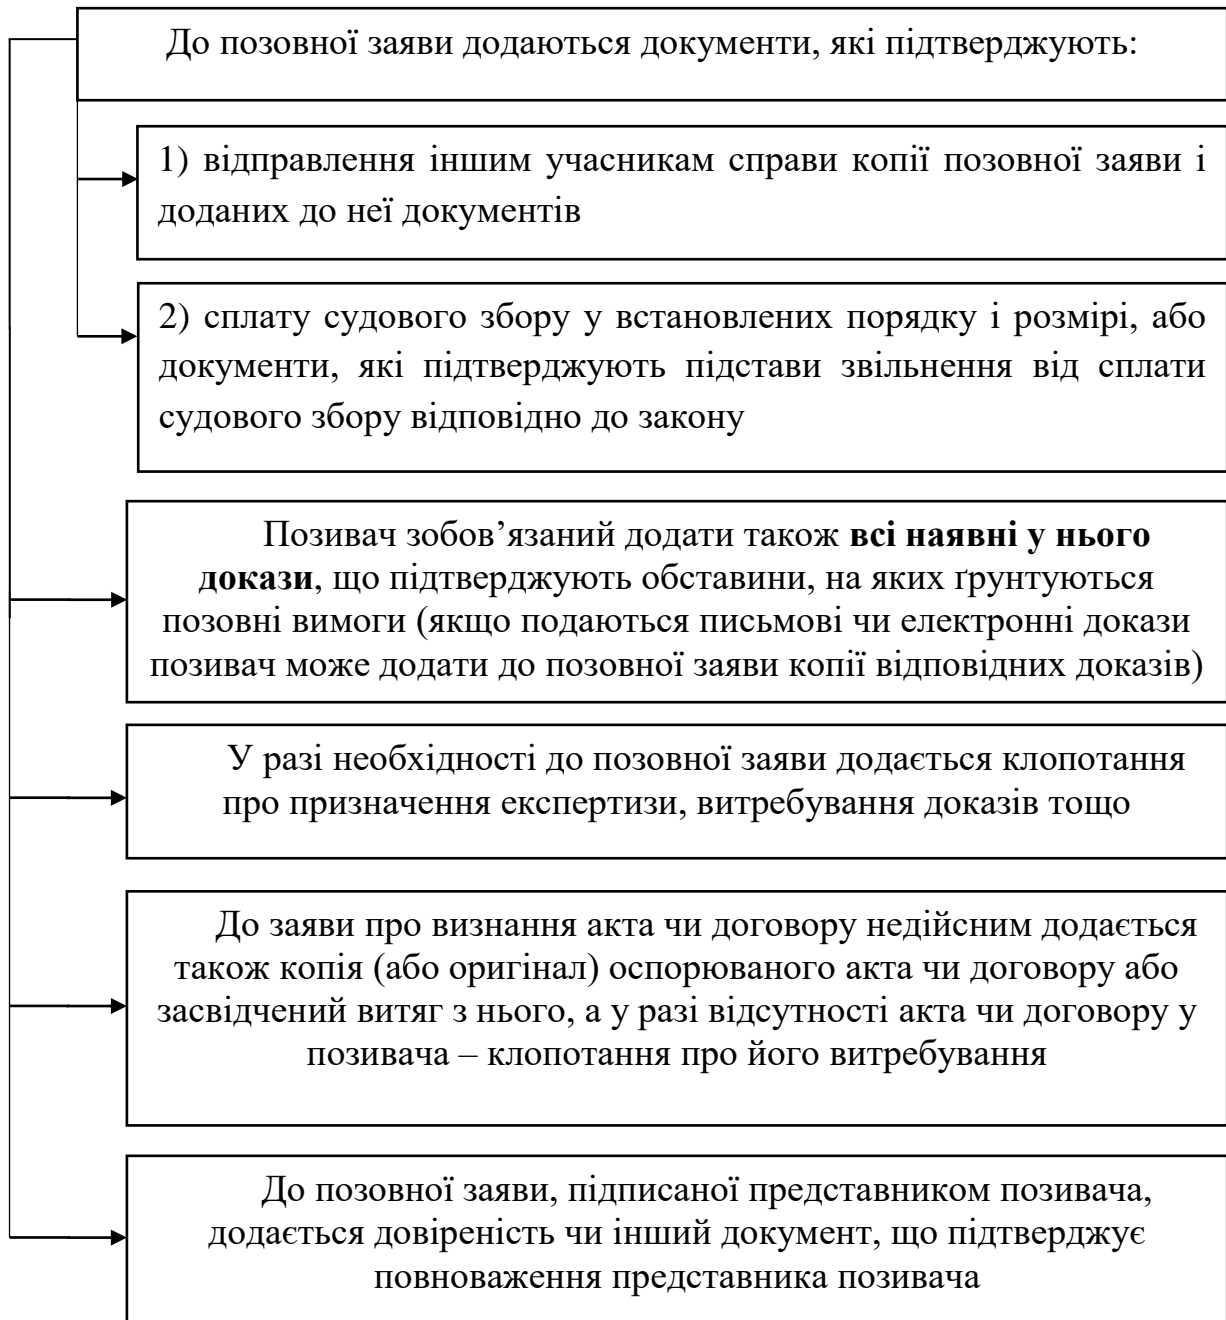 До позовної заяви додаються документи, які підтверджують:
1) відправлення іншим учасникам справи копії позовної заяви і
доданих до неї документів
2) сплату судового збору у встановлених порядку і розмірі, або
документи, які підтверджують підстави звільнення від сплати
судового збору відповідно до закону
Позивач зобов’язаний додати також всі наявні у нього
докази, що підтверджують обставини, на яких ґрунтуються
позовні вимоги (якщо подаються письмові чи електронні докази
позивач може додати до позовної заяви копії відповідних доказів)
У разі необхідності до позовної заяви додається клопотання
про призначення експертизи, витребування доказів тощо
До заяви про визнання акта чи договору недійсним додається
також копія (або оригінал) оспорюваного акта чи договору або
засвідчений витяг з нього, а у разі відсутності акта чи договору у
позивача – клопотання про його витребування
До позовної заяви, підписаної представником позивача,
додається довіреність чи інший документ, що підтверджує
повноваження представника позивача